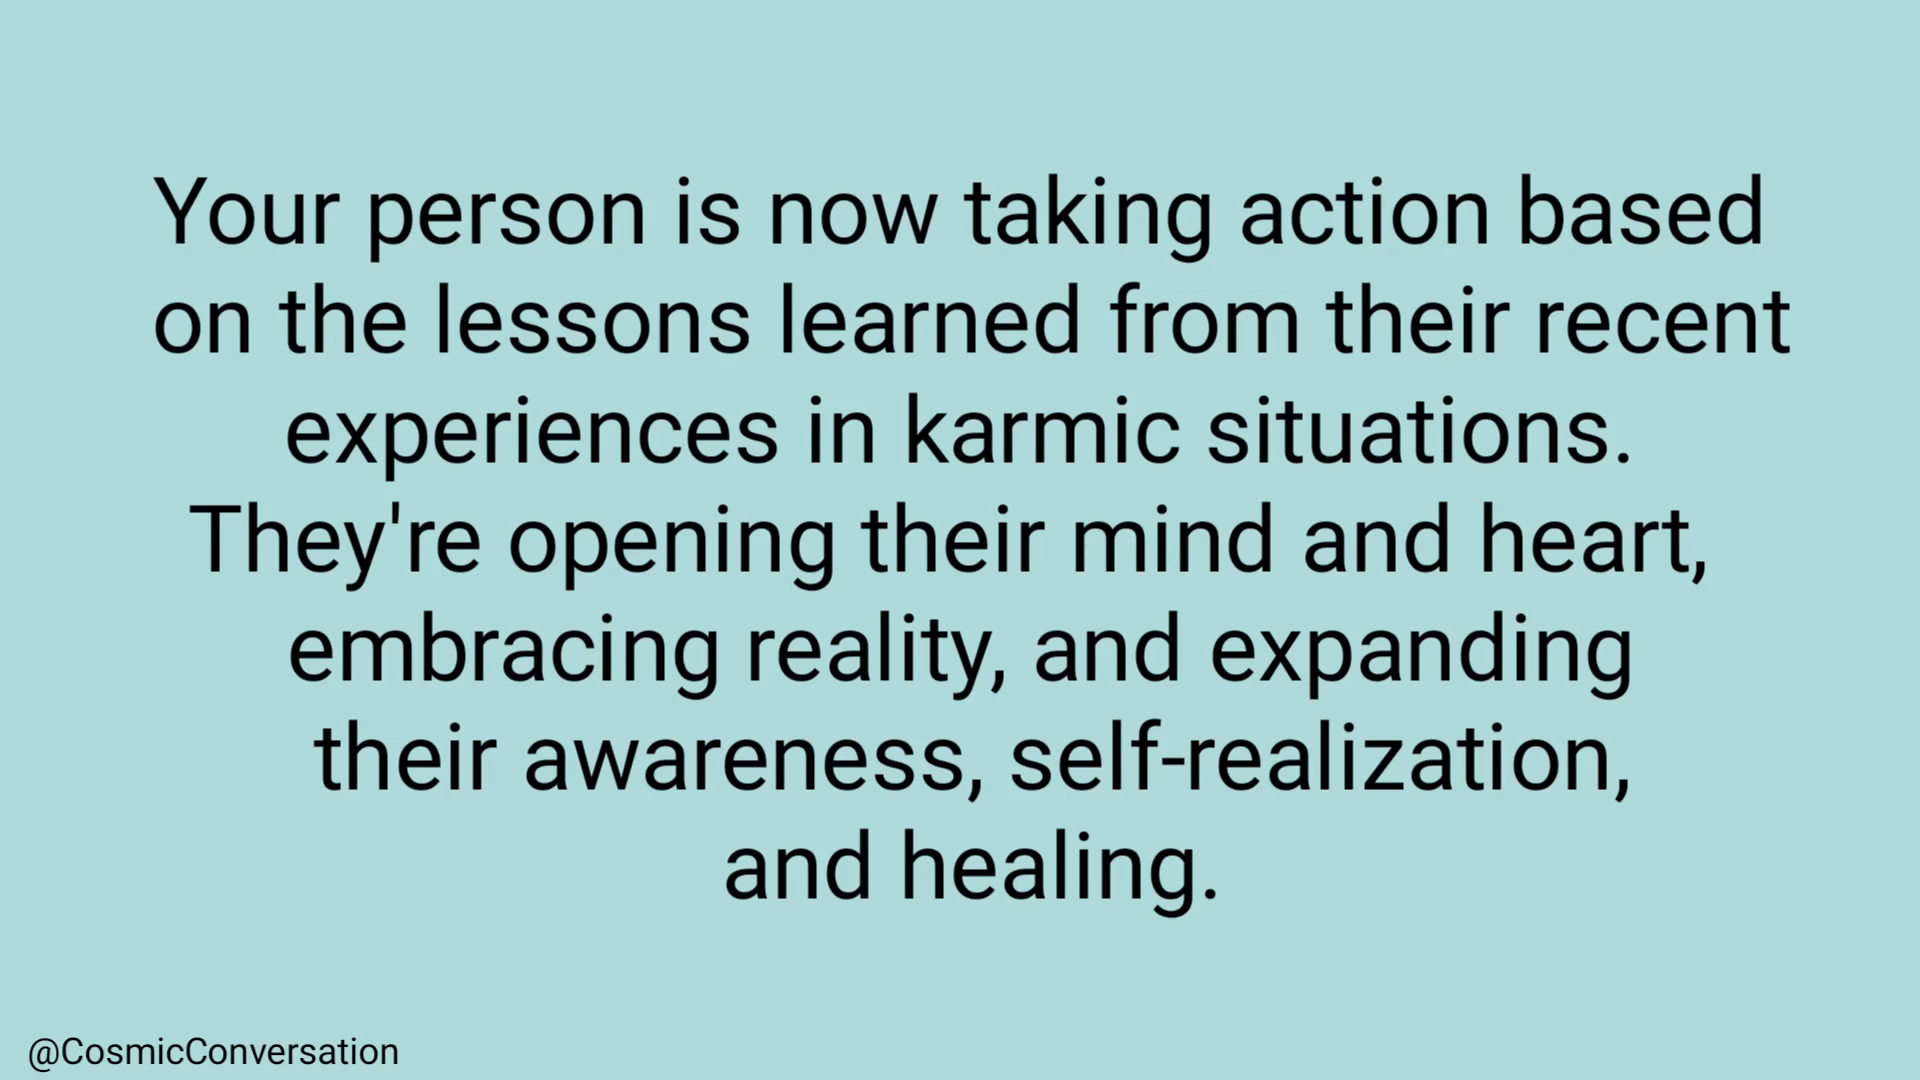 Your person is now taking action based
on the lessons learned from their recent
experiences in karmic situations.
They're opening their mind and heart,
embracing reality, and expanding
their awareness, self-realization,
and healing.
@CosmicConversation